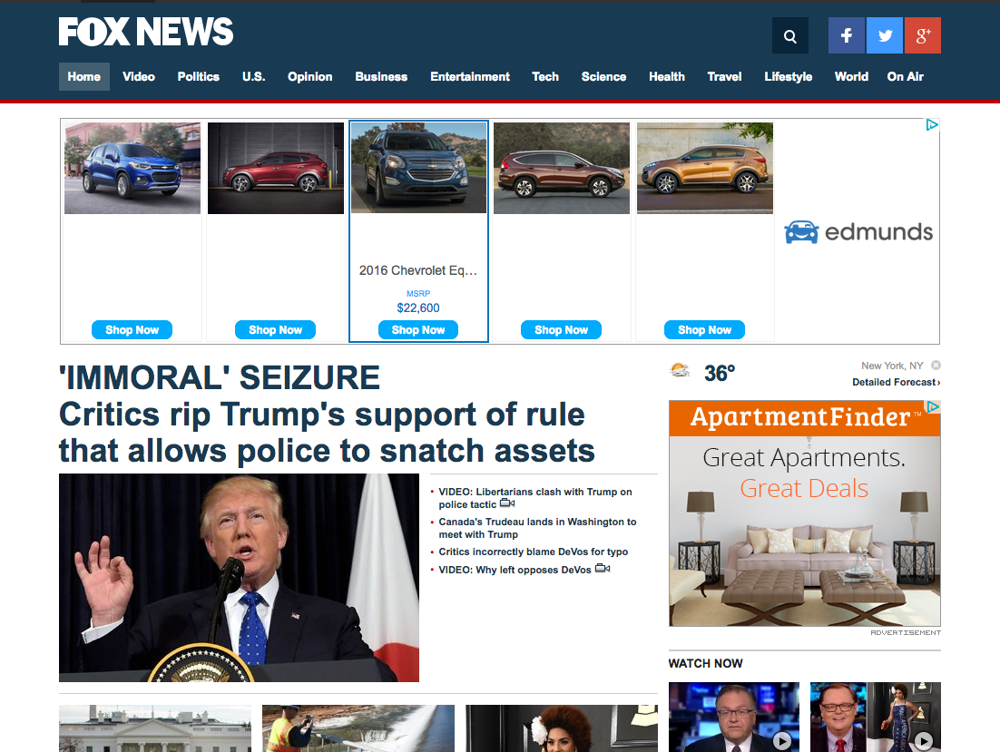 FOX NEWS
Home Video Politics U.S. Opinion Business Entertainment Tech Science Health Travel Lifestyle World On Air
2016 Chevrolet Eq...
MSRP
$22,600
Shop Now Shop Now Shop Now Shop Now Shop Now
edmunds
'IMMORAL' SEIZURE
Critics rip Trump's support of rule
that allows police to snatch assets
VIDEO: Libertarians clash with Trump on
police tactic
Canada's Trudeau lands in Washington to
meet with Trump
Critics incorrectly blame DeVos for typo
VIDEO: Why left opposes DeVos
36°
New York, NY
Detailed Forecast ›
ApartmentFinder™
Great Apartments.
Great Deals
ADVERTISEMENT
WATCH NOW